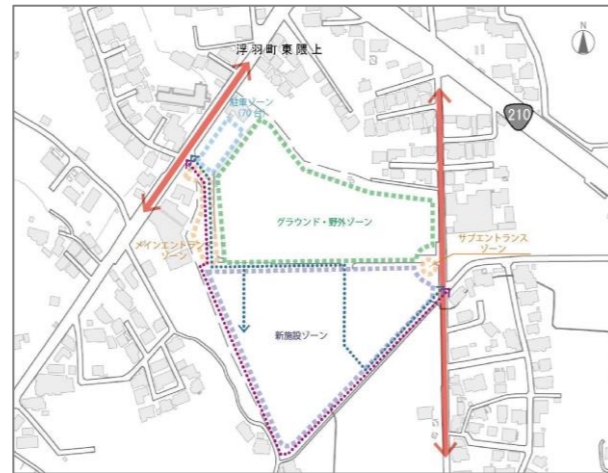 浮羽町東隈上
N
駐車ゾーン
(70台)
210
グラウンド・野外ゾーン
メインエントランス
ゾーン
サブエントランス
ゾーン
新施設ゾーン